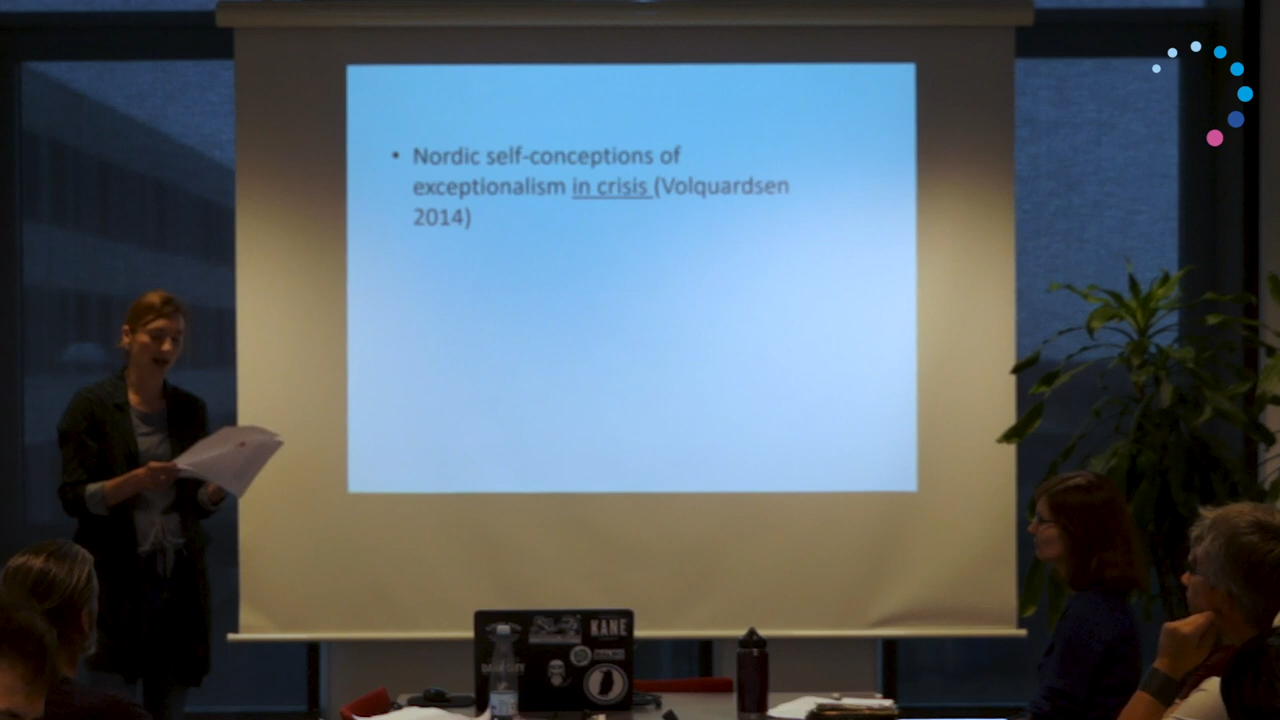 • Nordic self-conceptions of
exceptionalism in crisis (Volquardsen
2014)
KANE